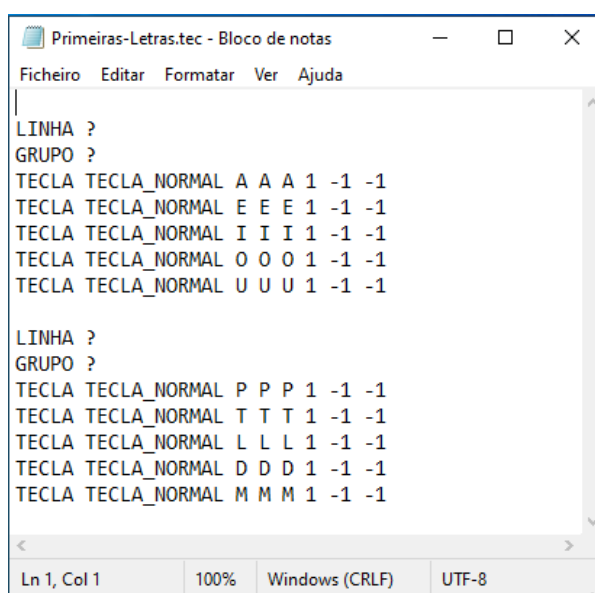 Primeiras-Letras.tec - Bloco de notas
Ficheiro Editar Formatar Ver Ajuda
LINHA ?
GRUPO ?
TECLA TECLA_NORMAL A A A 1 -1 -1
TECLA TECLA_NORMAL E E E 1 -1 -1
TECLA TECLA_NORMAL I I I 1 -1 -1
TECLA TECLA_NORMAL O O O 1 -1 -1
TECLA TECLA_NORMAL U U U 1 -1 -1
LINHA ?
GRUPO ?
TECLA TECLA_NORMAL P P P 1 -1 -1
TECLA TECLA_NORMAL T T T 1 -1 -1
TECLA TECLA_NORMAL L L L 1 -1 -1
TECLA TECLA_NORMAL D D D 1 -1 -1
TECLA TECLA_NORMAL M M M 1 -1 -1
Ln 1, Col 1 100% Windows (CRLF) UTF-8